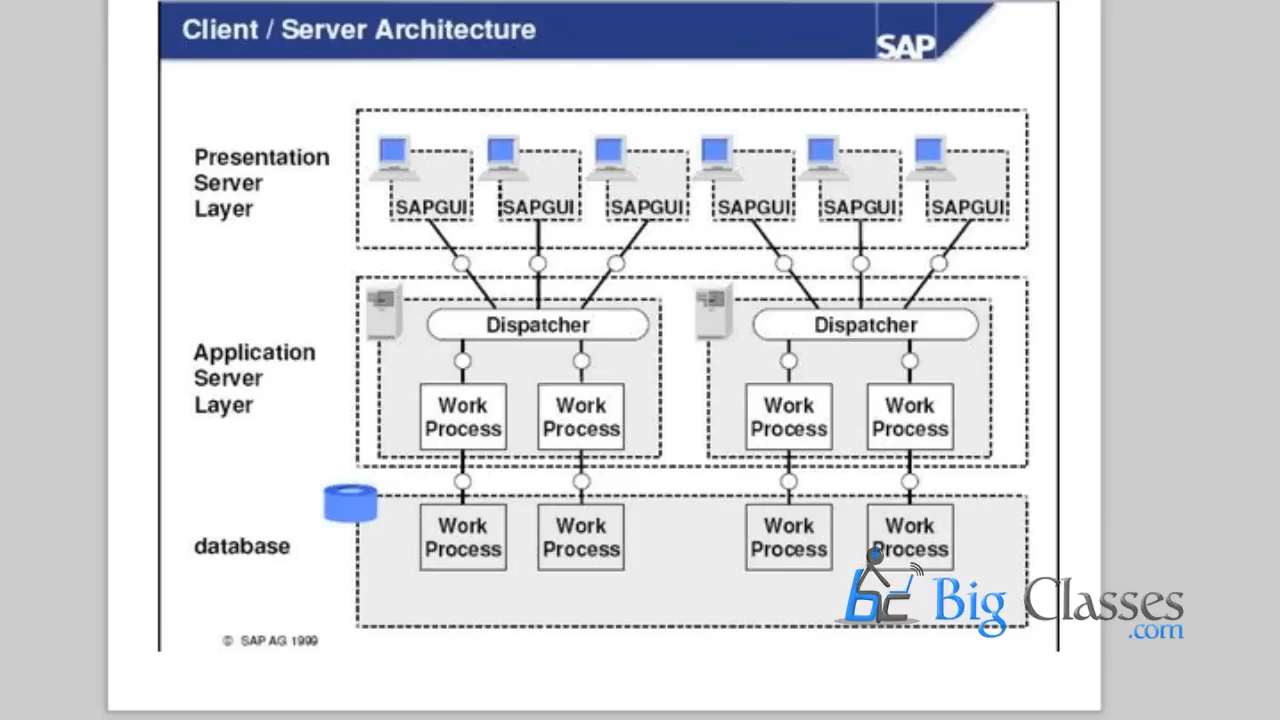 Client / Server Architecture
SAP
Presentation
Server
Layer
SAPGUI SAPGUI SAPGUI SAPGUI SAPGUI SAPGUI
Application
Server
Layer
Dispatcher Dispatcher
Work Work Work Work
Process Process Process Process
database
Work Work Work Work
Process Process Process Process
bc Big Classes
.com
© SAP AG 1999